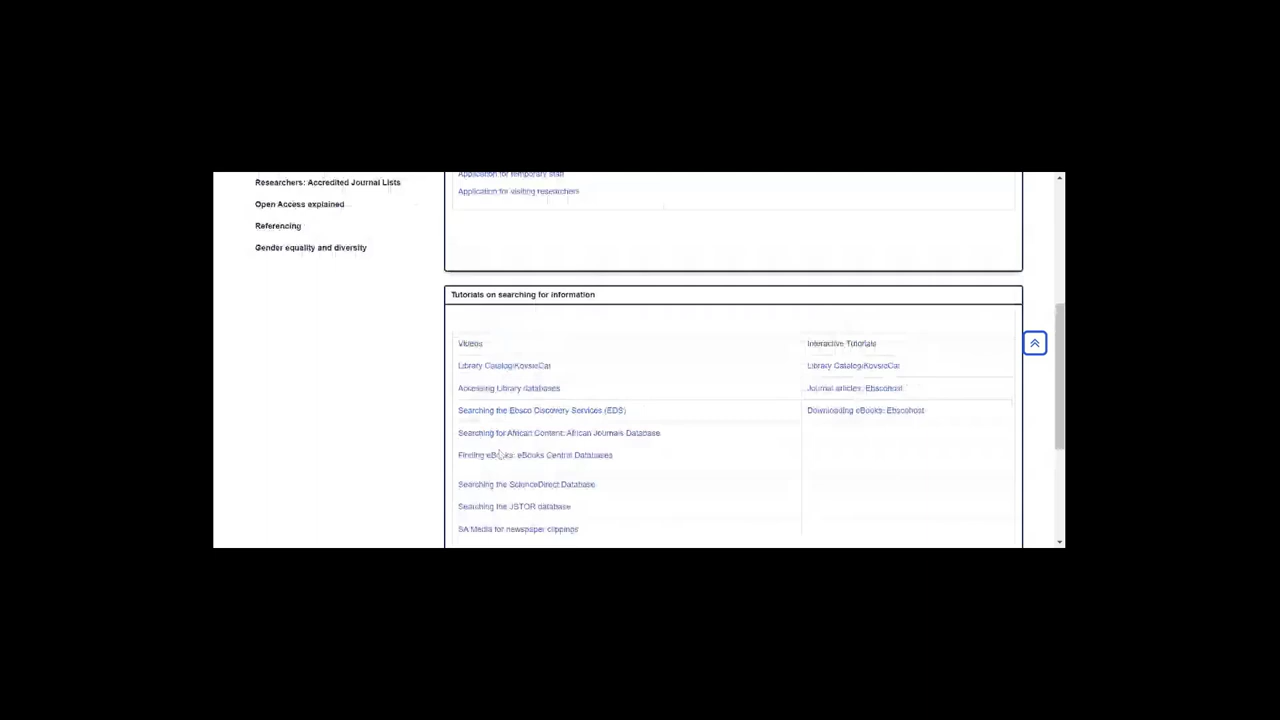 Researchers: Accredited Journal Lists
Open Access explained
Referencing
Gender equality and diversity
Application for temporary staff
Application for visiting researchers
Tutorials on searching for information
Videos
Interactive Tutorials
Library Catalog/KovsieCat
Library Catalog/KovsieCat
Accessing Library databases
Journal articles: Ebscohost
Searching the Ebsco Discovery Services (EDS)
Downloading eBooks: Ebscohost
Searching for African Content: African Journals Database
Finding eBooks: eBooks Central Databases
Searching the ScienceDirect Database
Searching the JSTOR database
SA Media for newspaper clippings